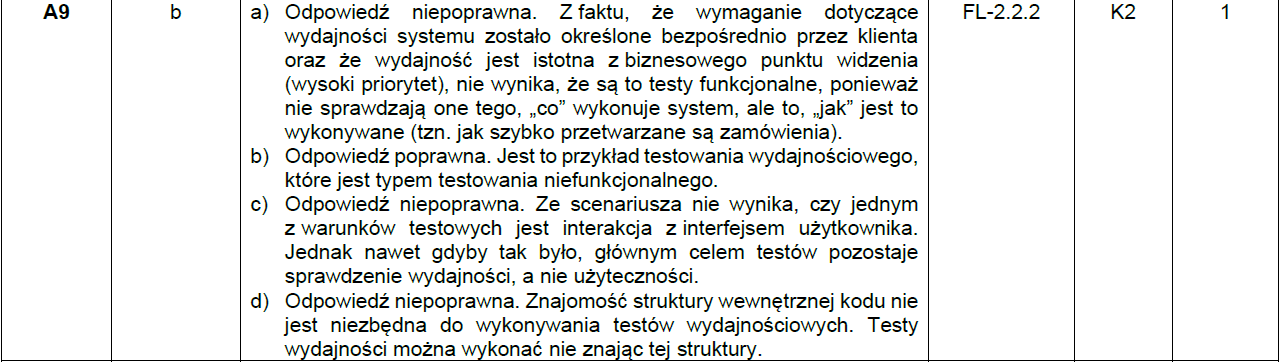 A9 b a) Odpowiedź niepoprawna. Z faktu, że wymaganie dotyczące FL-2.2.2 K2 1
wydajności systemu zostało określone bezpośrednio przez klienta
oraz że wydajność jest istotna z biznesowego punktu widzenia
(wysoki priorytet), nie wynika, że są to testy funkcjonalne, ponieważ
nie sprawdzają one tego, „co” wykonuje system, ale to, „jak” jest to
wykonywane (tzn. jak szybko przetwarzane są zamówienia).
b) Odpowiedź poprawna. Jest to przykład testowania wydajnościowego,
które jest typem testowania niefunkcjonalnego.
c) Odpowiedź niepoprawna. Ze scenariusza nie wynika, czy jednym
z warunków testowych jest interakcja z interfejsem użytkownika.
Jednak nawet gdyby tak było, głównym celem testów pozostaje
sprawdzenie wydajności, a nie użyteczności.
d) Odpowiedź niepoprawna. Znajomość struktury wewnętrznej kodu nie
jest niezbędna do wykonywania testów wydajnościowych. Testy
wydajności można wykonać nie znając tej struktury.